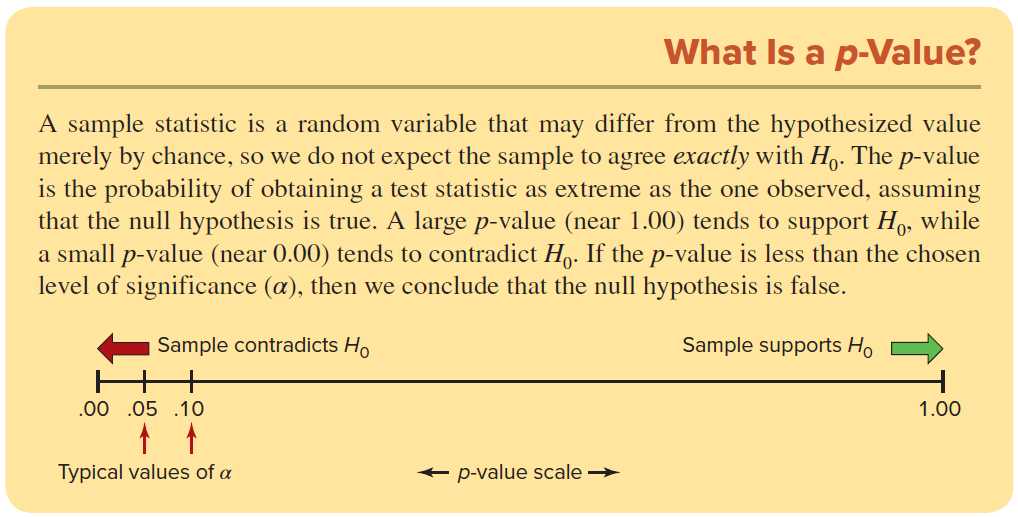 What Is a p-Value?
A sample statistic is a random variable that may differ from the hypothesized value
merely by chance, so we do not expect the sample to agree exactly with H₀. The p-value
is the probability of obtaining a test statistic as extreme as the one observed, assuming
that the null hypothesis is true. A large p-value (near 1.00) tends to support H₀, while
a small p-value (near 0.00) tends to contradict H₀. If the p-value is less than the chosen
level of significance (α), then we conclude that the null hypothesis is false.
Sample contradicts H₀ Sample supports H₀
.00 .05 .10 1.00
Typical values of α p-value scale